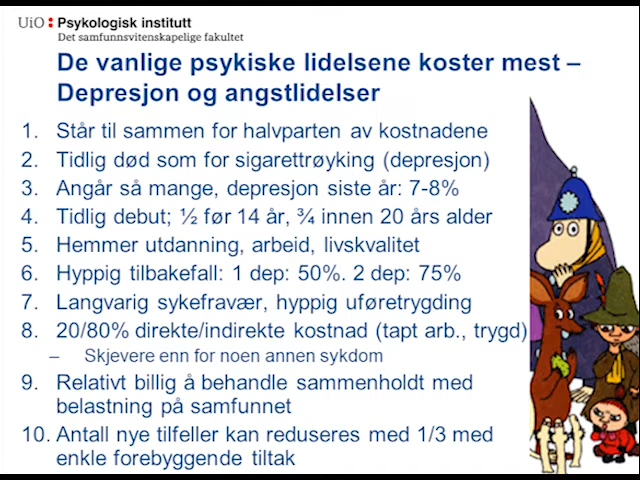 UiO Psykologisk institutt
Det samfunnsvitenskapelige fakultet
De vanlige psykiske lidelsene koster mest –
Depresjon og angstlidelser
1. Står til sammen for halvparten av kostnadene
2. Tidlig død som for sigarettrøyking (depresjon)
3. Angår så mange, depresjon siste år: 7-8%
4. Tidlig debut; ½ før 14 år, ¾ innen 20 års alder
5. Hemmer utdanning, arbeid, livskvalitet
6. Hyppig tilbakefall: 1 dep: 50%. 2 dep: 75%
7. Langvarig sykefravær, hyppig uføretrygding
8. 20/80% direkte/indirekte kostnad (tapt arb., trygd)
– Skjevere enn for noen annen sykdom
9. Relativt billig å behandle sammenholdt med
belastning på samfunnet
10. Antall nye tilfeller kan reduseres med 1/3 med
enkle forebyggende tiltak